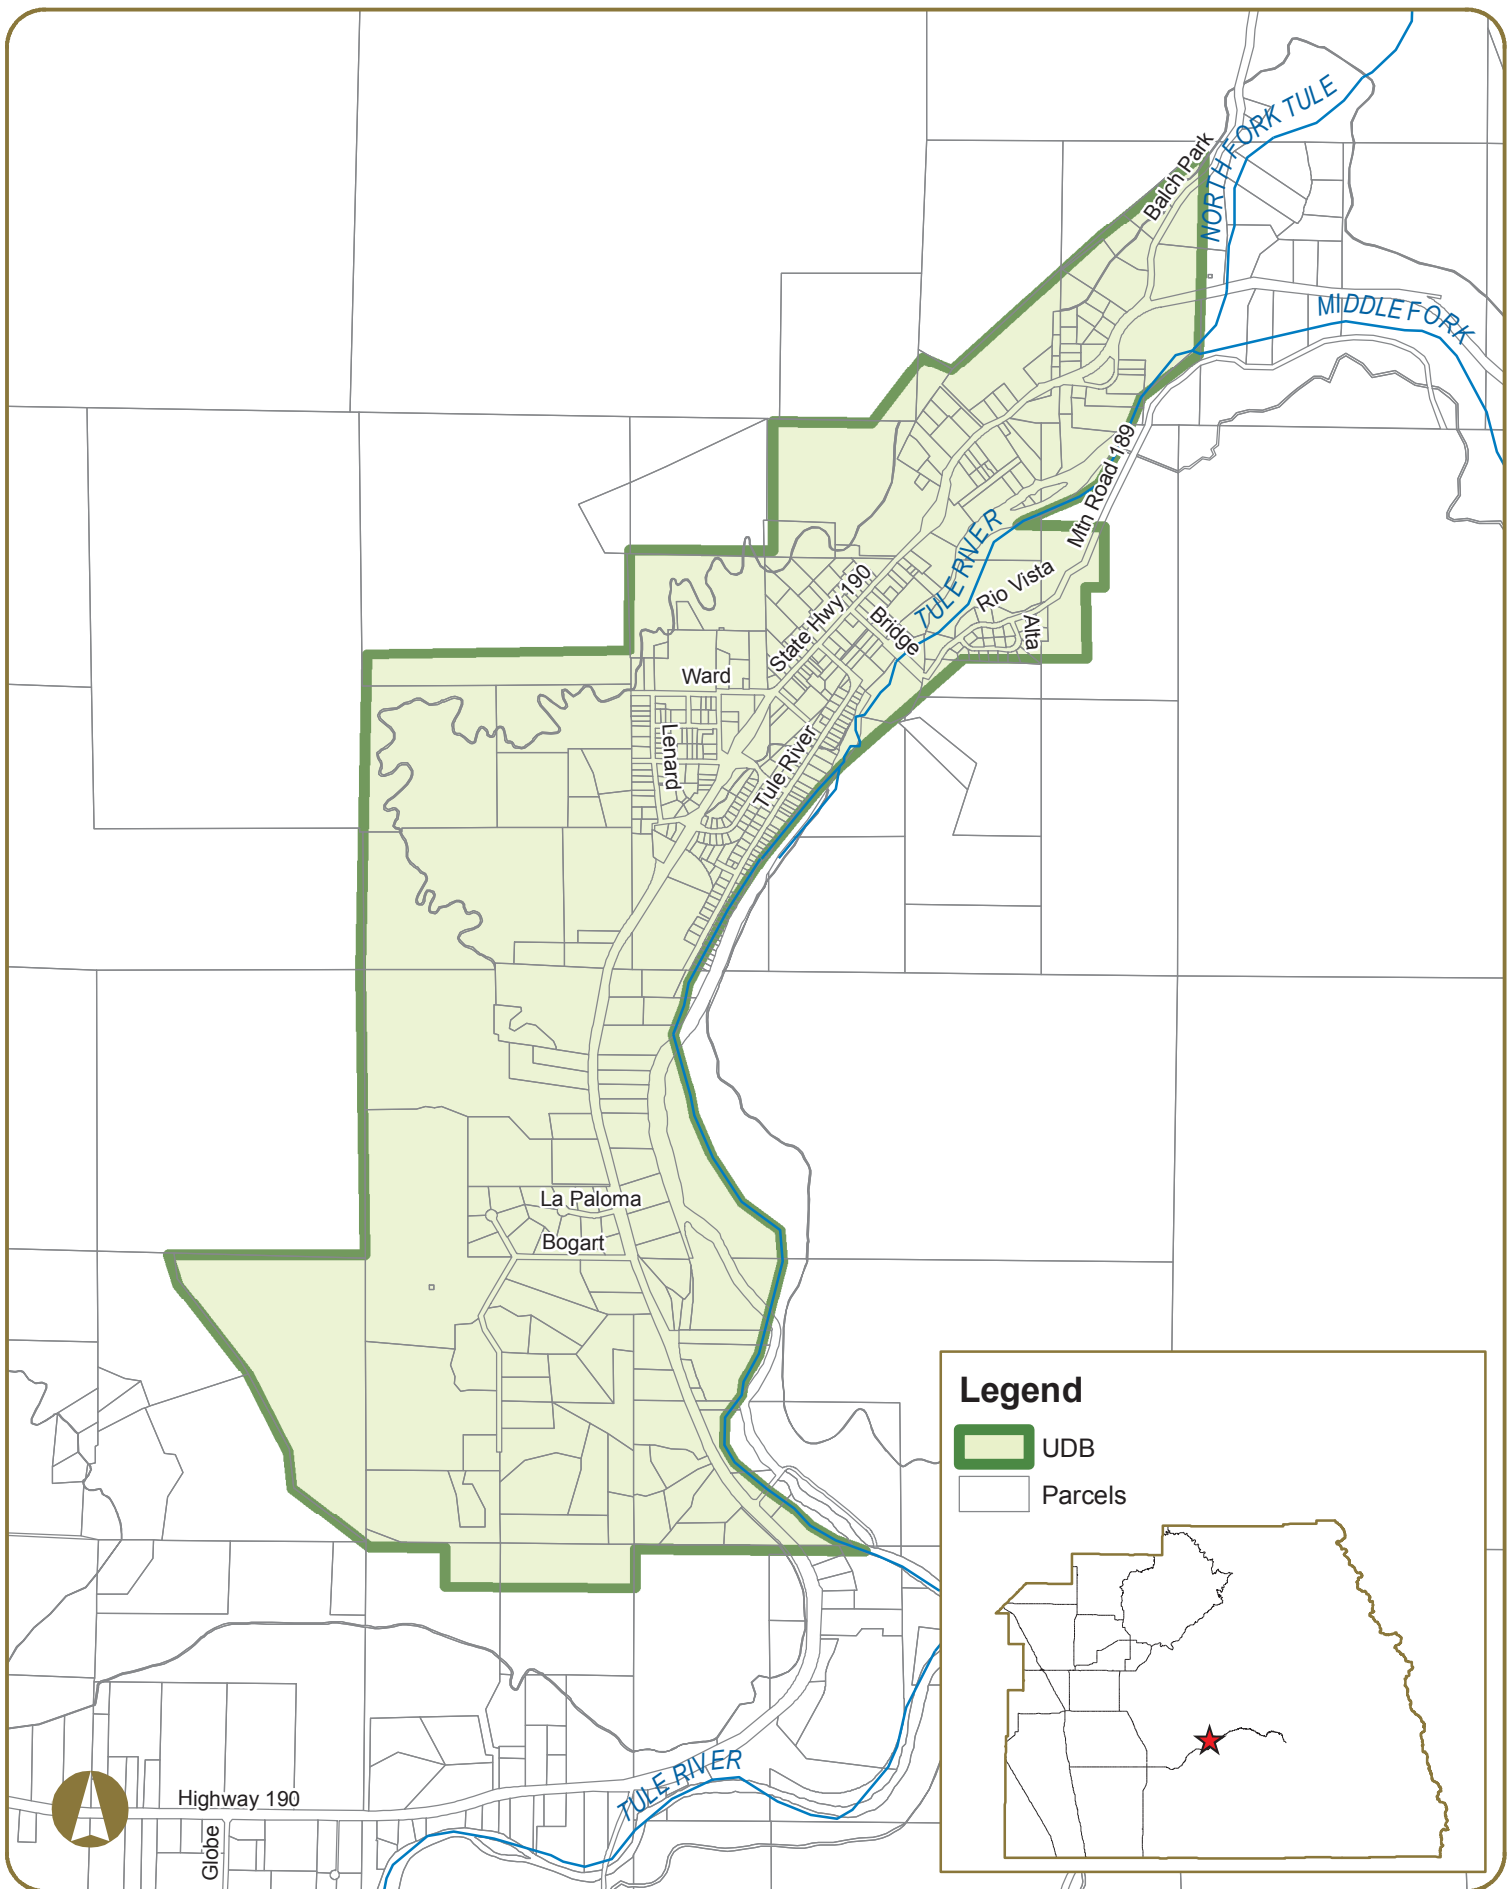 Balch Park
NORTH FORK TULE
MIDDLE FORK
Mtn Road 189
TULE RIVER
Rio Vista
State Hwy 190
Bridge
Alta
Ward
Lenard
Tule River
La Paloma
Bogart
Legend
UDB
Parcels
TULE RIVER
Highway 190
Globe